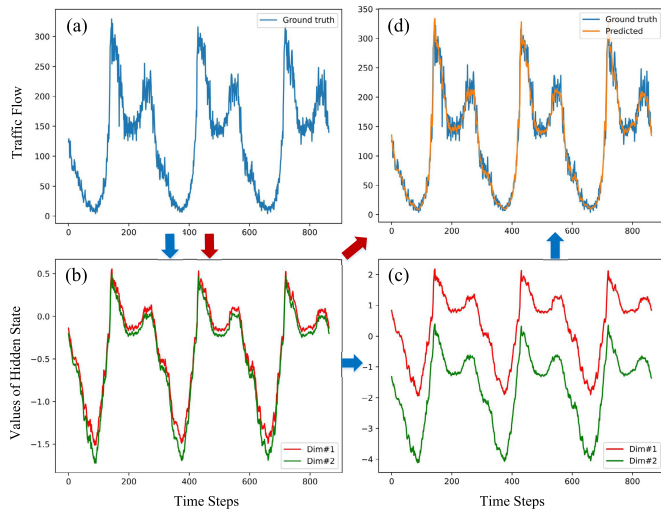 (a)
Ground truth
Traffic Flow
300
250
200
150
100
50
0
0 200 400 600 800
(d)
Ground truth
Predicted
350
300
250
200
150
100
50
0
0 200 400 600 800
(b)
Values of Hidden State
0.5
0.0
−0.5
−1.0
−1.5
Dim#1
Dim#2
0 200 400 600 800
Time Steps
(c)
2
1
0
−1
−2
−3
−4
Dim#1
Dim#2
0 200 400 600 800
Time Steps